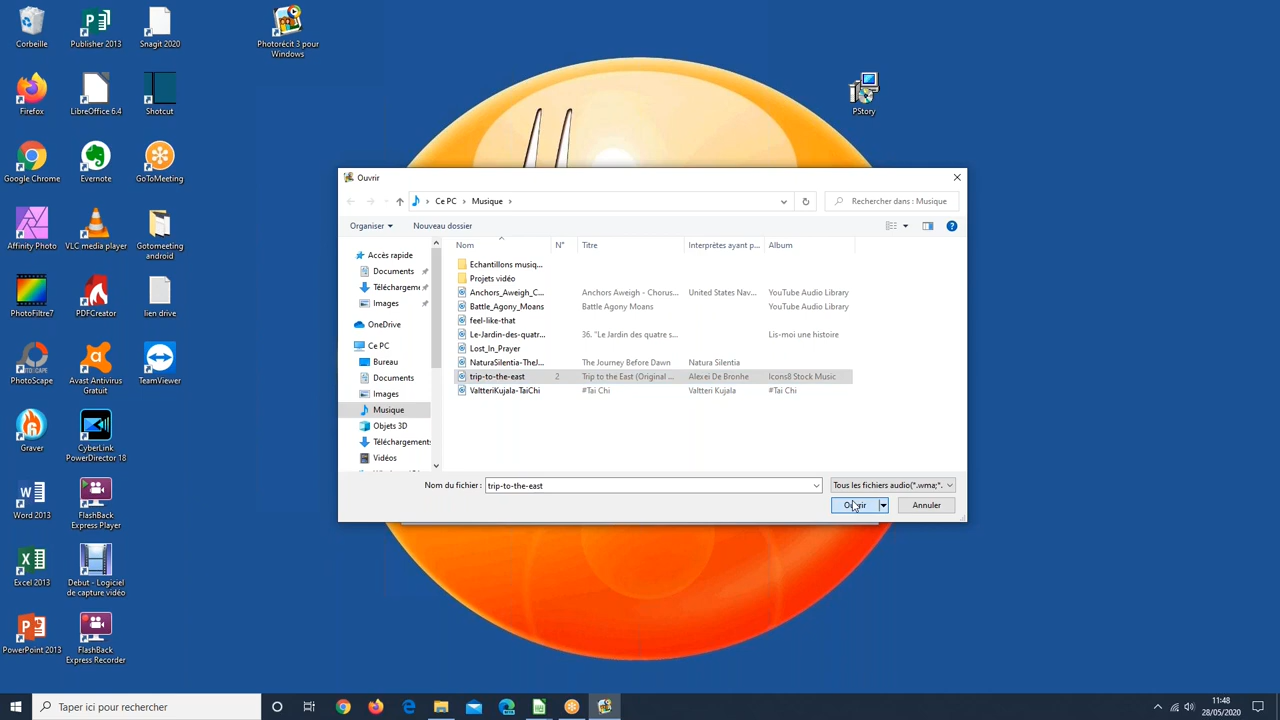 Corbeille
Publisher 2013
Snagit 2020
Photorécit 3 pour
Windows
Firefox
LibreOffice 6.4
Shotcut
PStory
Google Chrome
Evernote
GoToMeeting
Affinity Photo
VLC media player
Gotomeeting
android
PhotoFiltre7
PDFCreator
lien drive
PhotoScape
Avast Antivirus
Gratuit
TeamViewer
Graver
CyberLink
PowerDirector 18
Word 2013
FlashBack
Express Player
Excel 2013
Debut - Logiciel
de capture vidéo
PowerPoint 2013
FlashBack
Express Recorder
Ouvrir
Ce PC > Musique >
Rechercher dans : Musique
Organiser
Nouveau dossier
Accès rapide
Documents
Téléchargeme
Images
OneDrive
Ce PC
Bureau
Documents
Images
Musique
Objets 3D
Téléchargements
Vidéos
Nom N° Titre Interprètes ayant p... Album
Echantillons musiq...
Projets vidéo
Anchors_Aweigh_C... Anchors Aweigh - Chorus... United States Nav... YouTube Audio Library
Battle_Agony_Moans Battle Agony Moans YouTube Audio Library
feel-like-that
Le-Jardin-des-quatr... 36. "Le Jardin des quatre s... Lis-moi une histoire
Lost_In_Prayer
NaturaSilentia-TheJ... The Journey Before Dawn Natura Silentia
trip-to-the-east 2 Trip to the East (Original ... Alexei De Bronhe Icons8 Stock Music
ValtteriKujala-TaiChi #Tai Chi Valtteri Kujala #Tai Chi
Nom du fichier : trip-to-the-east
Tous les fichiers audio(*.wma;*.
Ouvrir
Annuler
Taper ici pour rechercher
11:48
28/05/2020